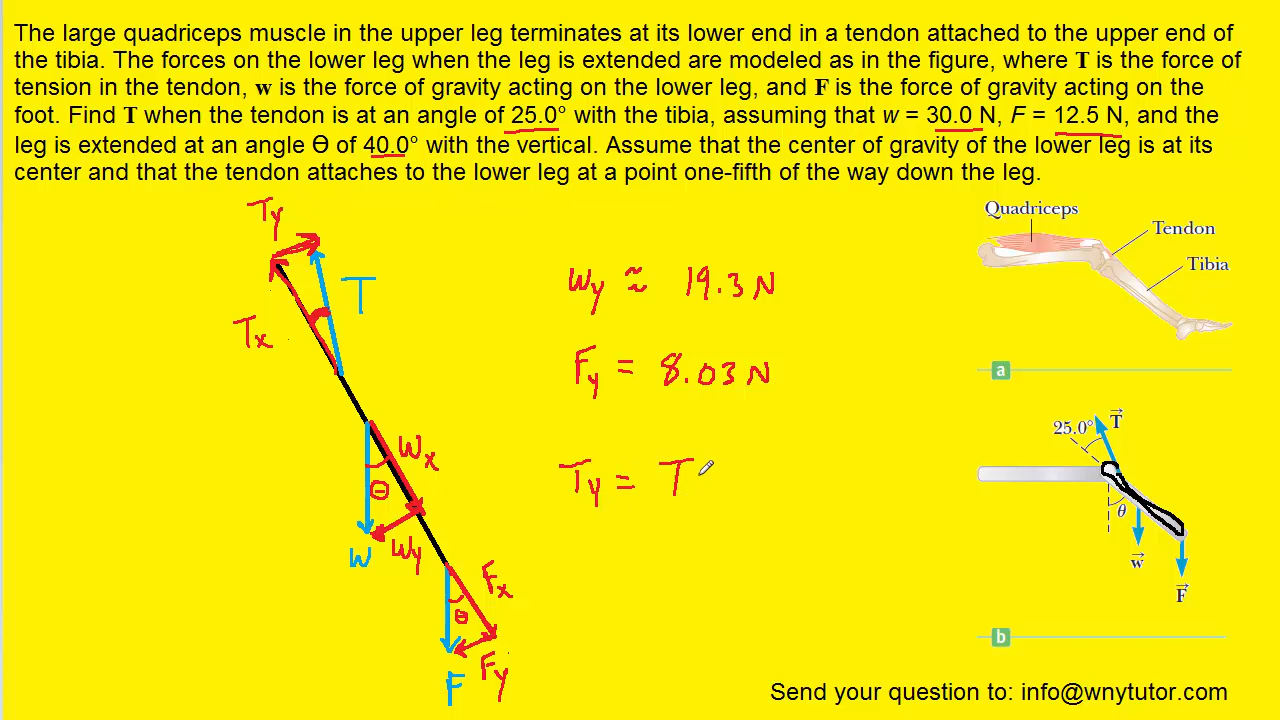 The large quadriceps muscle in the upper leg terminates at its lower end in a tendon attached to the upper end of
the tibia. The forces on the lower leg when the leg is extended are modeled as in the figure, where T is the force of
tension in the tendon, w is the force of gravity acting on the lower leg, and F is the force of gravity acting on the
foot. Find T when the tendon is at an angle of 25.0° with the tibia, assuming that w = 30.0 N, F = 12.5 N, and the
leg is extended at an angle Θ of 40.0° with the vertical. Assume that the center of gravity of the lower leg is at its
center and that the tendon attaches to the lower leg at a point one-fifth of the way down the leg.
Ty
T
Tx
Wx
θ
W
Wy
Fx
θ
Fy
F
Wy ≈ 19.3 N
Fy = 8.03 N
Ty = T
Quadriceps
Tendon
Tibia
a
25.0°
T
θ
w
F
b
Send your question to: info@wnytutor.com